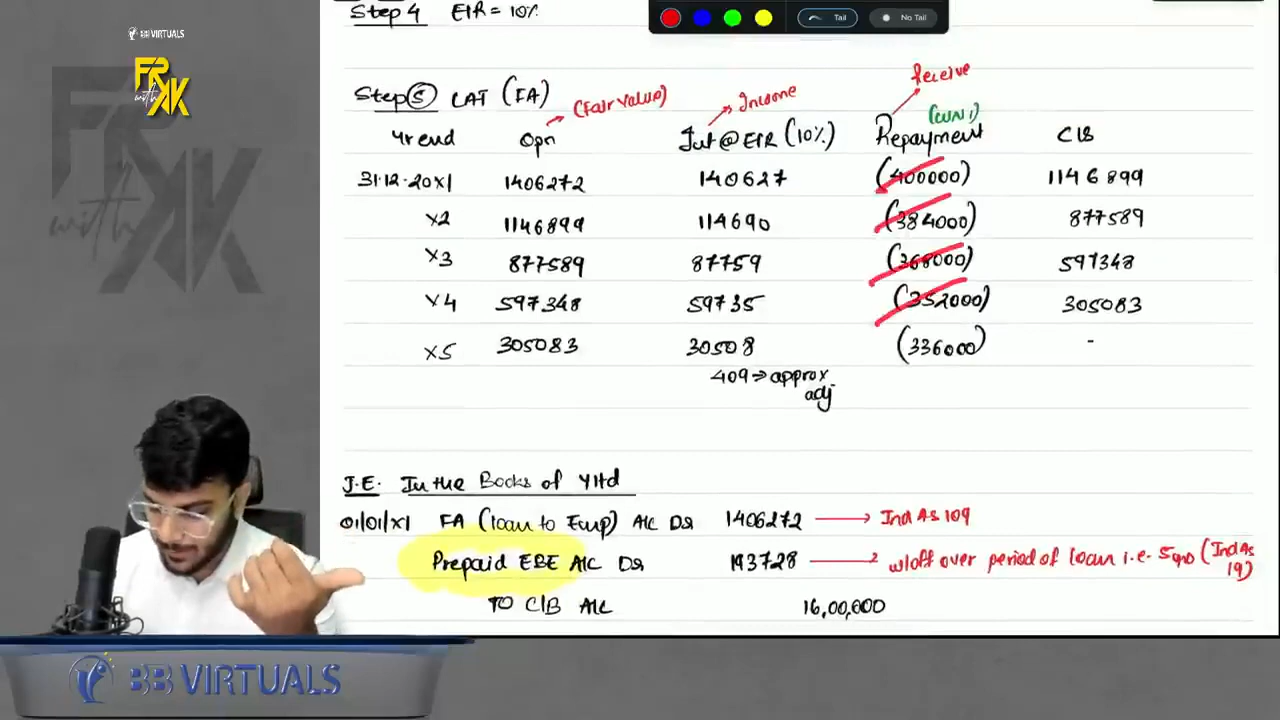 Step 4 EIR = 10%
Tail No Tail
BB VIRTUALS
FR with AK
Receive
Step ⑤ LAT (FA) (Fair Value) Income
(WN 1)
Yr end Opn Int @ EIR (10%) Repayment C/B
31.12.20X1 1406272 140627 (400000) 1146899
X2 1146899 114690 (384000) 877589
X3 877589 87759 (368000) 597348
X4 597348 59735 (352000) 305083
X5 305083 30508 (336000) -
409 ⇒ approx
adj
J.E. In the Books of Y ltd
01/01/X1 FA (loan to Emp) A/c Dr 1406272 → Ind As 109
Prepaid EBE A/c Dr 193728 → w/off over period of loan i.e. 5 yrs (Ind As 19)
To C/B A/c 16,00,000
BB VIRTUALS